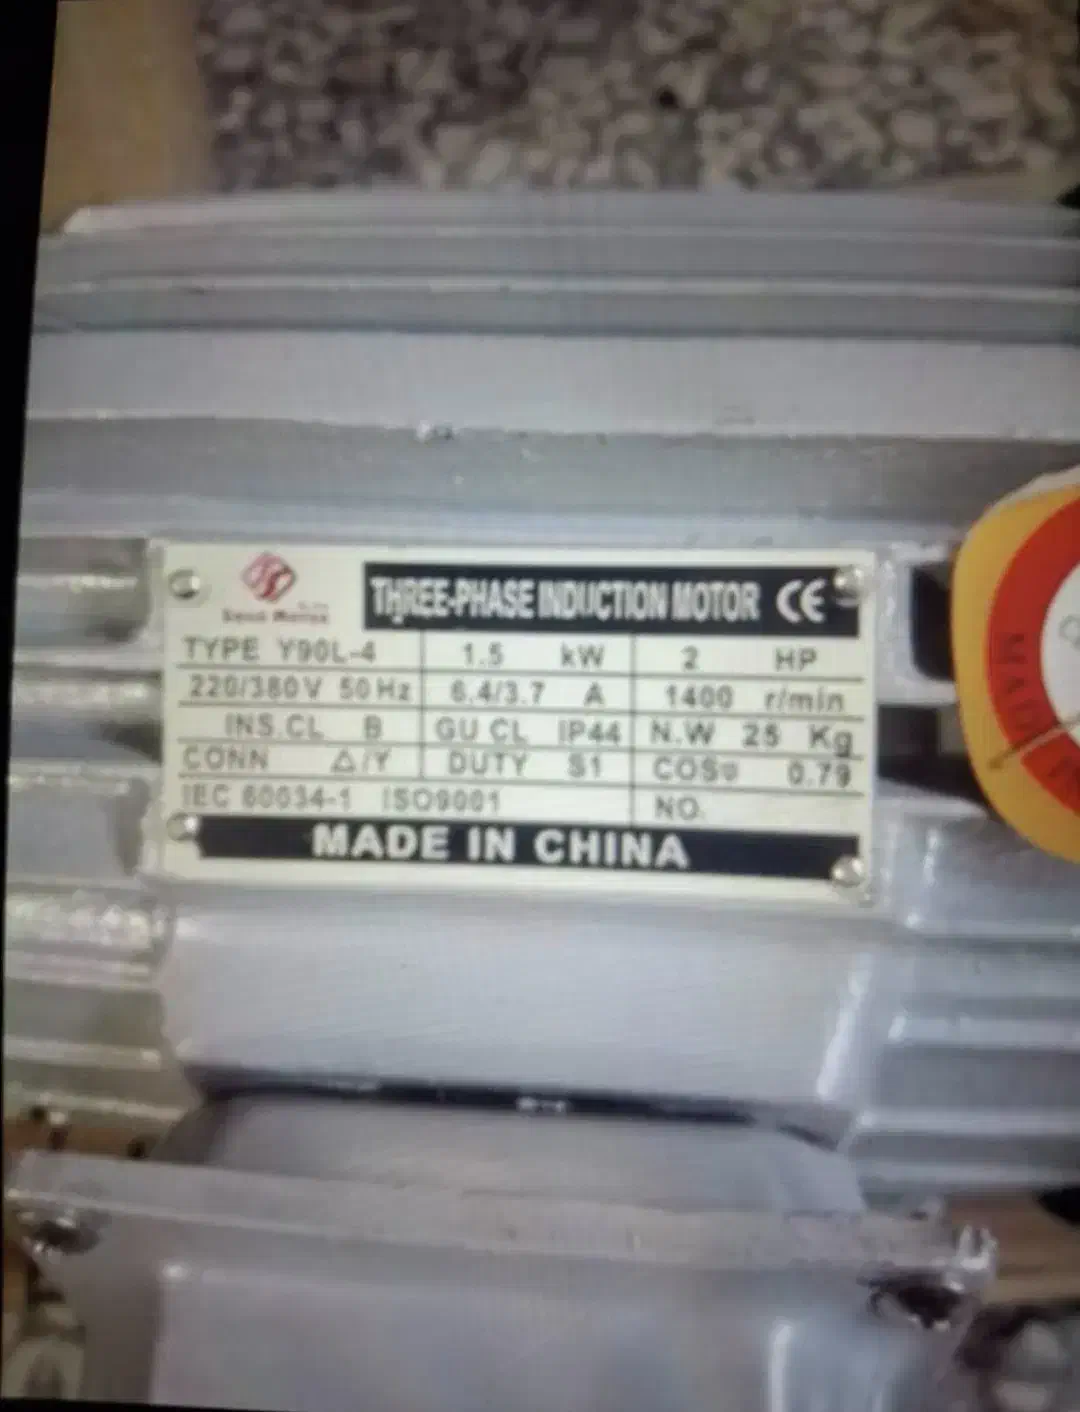 THREE-PHASE INDUCTION MOTOR CE
TYPE Y90L-4 1.5 kW 2 HP
220/380V 50Hz 6.4/3.7 A 1400 r/min
INS.CL B GU CL IP44 N.W 25 Kg
CONN △/Y DUTY S1 COSφ 0.79
IEC 60034-1 ISO9001 NO.
MADE IN CHINA
MADE